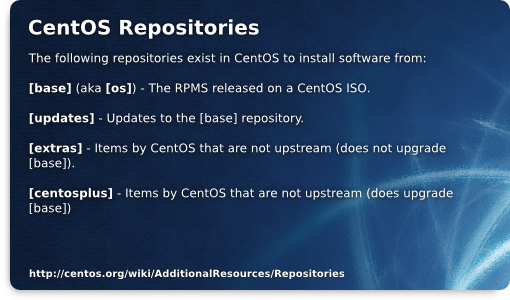 CentOS Repositories
The following repositories exist in CentOS to install software from:
[base] (aka [os]) - The RPMS released on a CentOS ISO.
[updates] - Updates to the [base] repository.
[extras] - Items by CentOS that are not upstream (does not upgrade
[base]).
[centosplus] - Items by CentOS that are not upstream (does upgrade
[base])
http://centos.org/wiki/AdditionalResources/Repositories